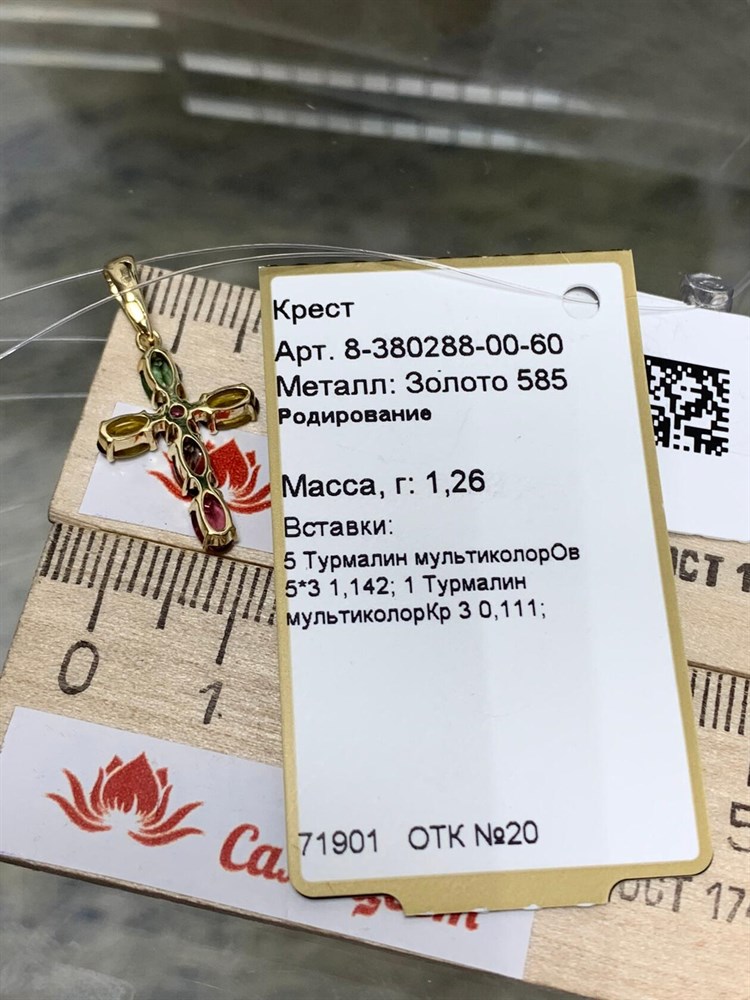 Крест
Арт. 8-380288-00-60
Металл: Золото 585
Родирование
Масса, г: 1,26
Вставки:
5 Турмалин мультиколорОв
5*3 1,142; 1 Турмалин
мультиколорКр 3 0,111;
71901 ОТК №20
0
1
5